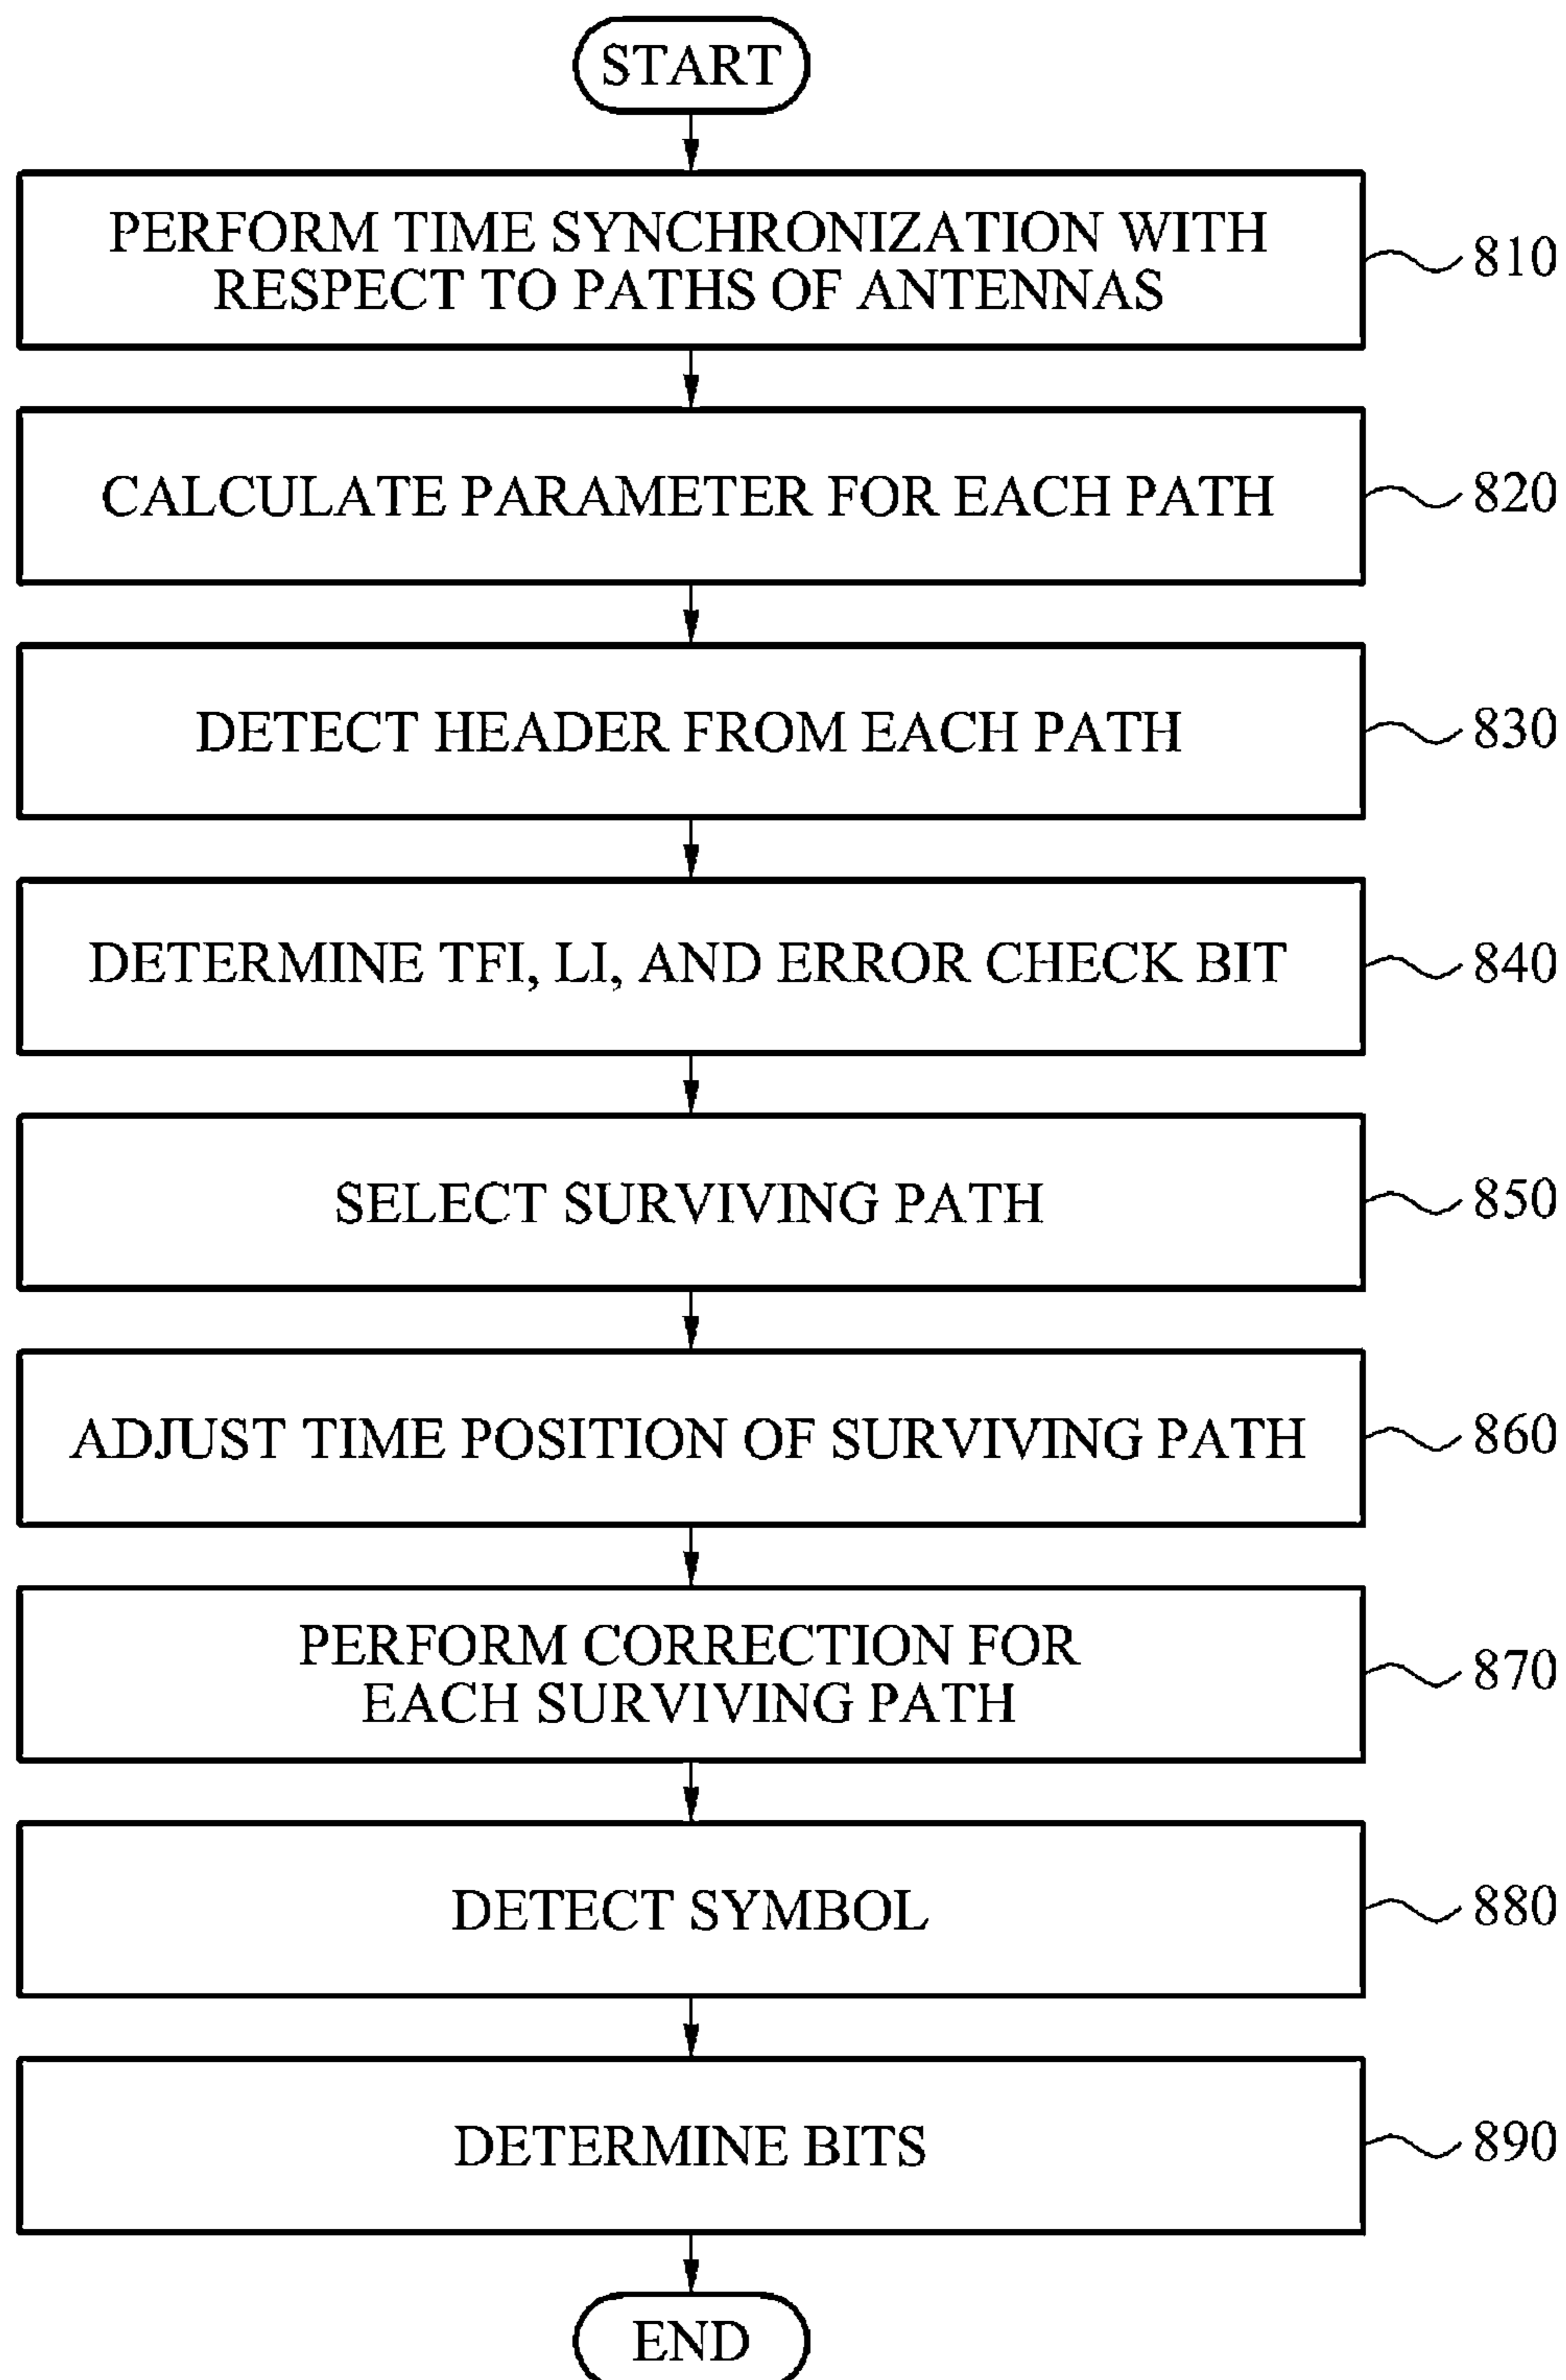 START
PERFORM TIME SYNCHRONIZATION WITH
RESPECT TO PATHS OF ANTENNAS
810
CALCULATE PARAMETER FOR EACH PATH
820
DETECT HEADER FROM EACH PATH
830
DETERMINE TFI, LI, AND ERROR CHECK BIT
840
SELECT SURVIVING PATH
850
ADJUST TIME POSITION OF SURVIVING PATH
860
PERFORM CORRECTION FOR
EACH SURVIVING PATH
870
DETECT SYMBOL
880
DETERMINE BITS
890
END